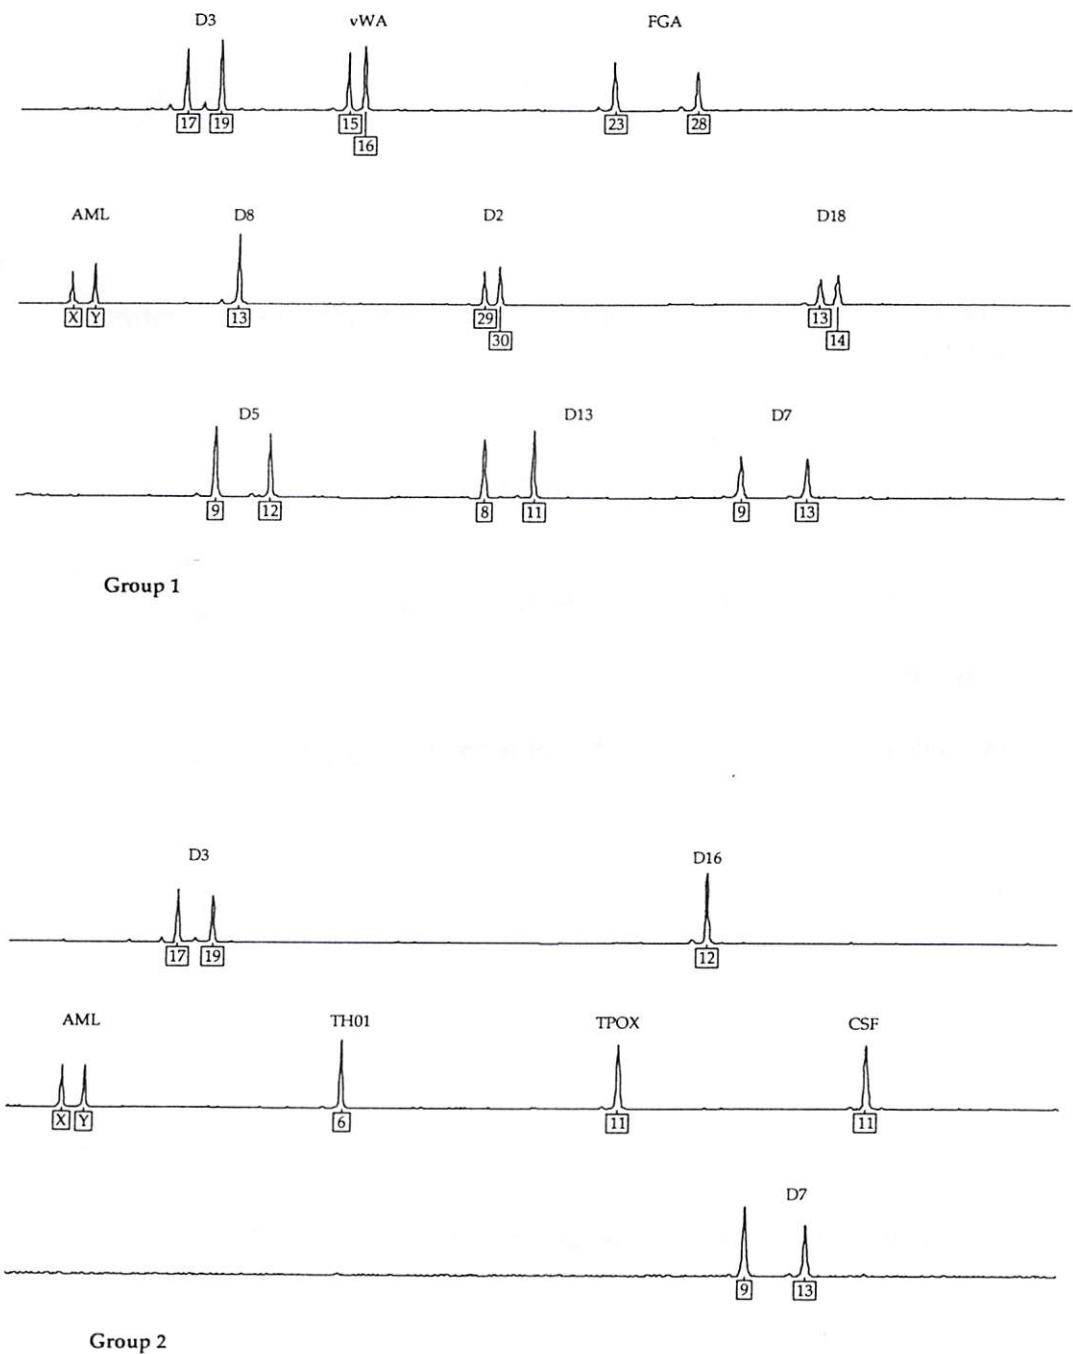 D3 vWA FGA
17 19 15 23 28
16
AML D8 D2 D18
X Y 13 29 13
30 14
D5 D13 D7
9 12 8 11 9 13
Group 1
D3 D16
17 19 12
AML TH01 TPOX CSF
X Y 6 11 11
D7
9 13
Group 2